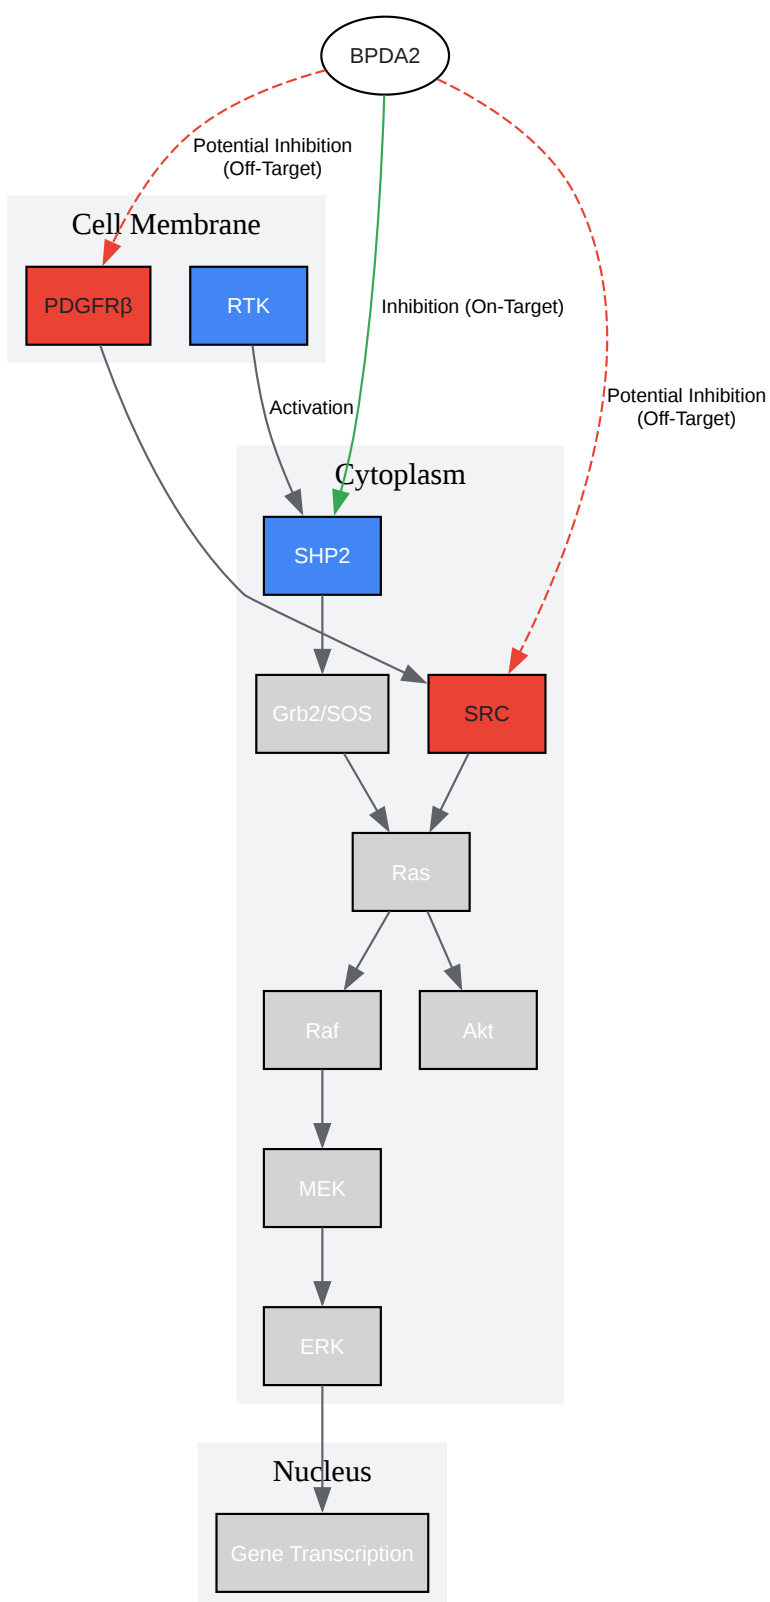 BPDA2
Potential Inhibition
(Off-Target)
Cell Membrane
PDGFRβ
RTK
Inhibition (On-Target)
Activation
Potential Inhibition
(Off-Target)
Cytoplasm
SHP2
Grb2/SOS
SRC
Ras
Raf
Akt
MEK
ERK
Nucleus
Gene Transcription